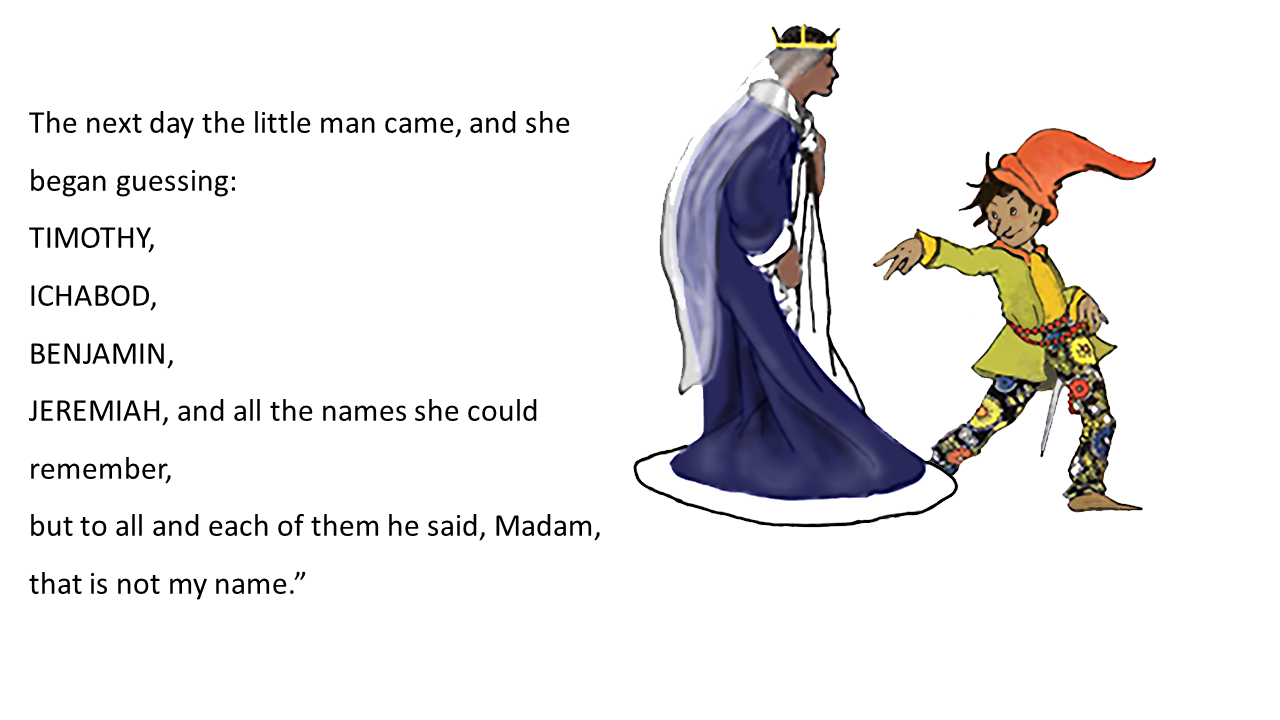 The next day the little man came, and she
began guessing:
TIMOTHY,
ICHABOD,
BENJAMIN,
JEREMIAH, and all the names she could
remember,
but to all and each of them he said, Madam,
that is not my name.”